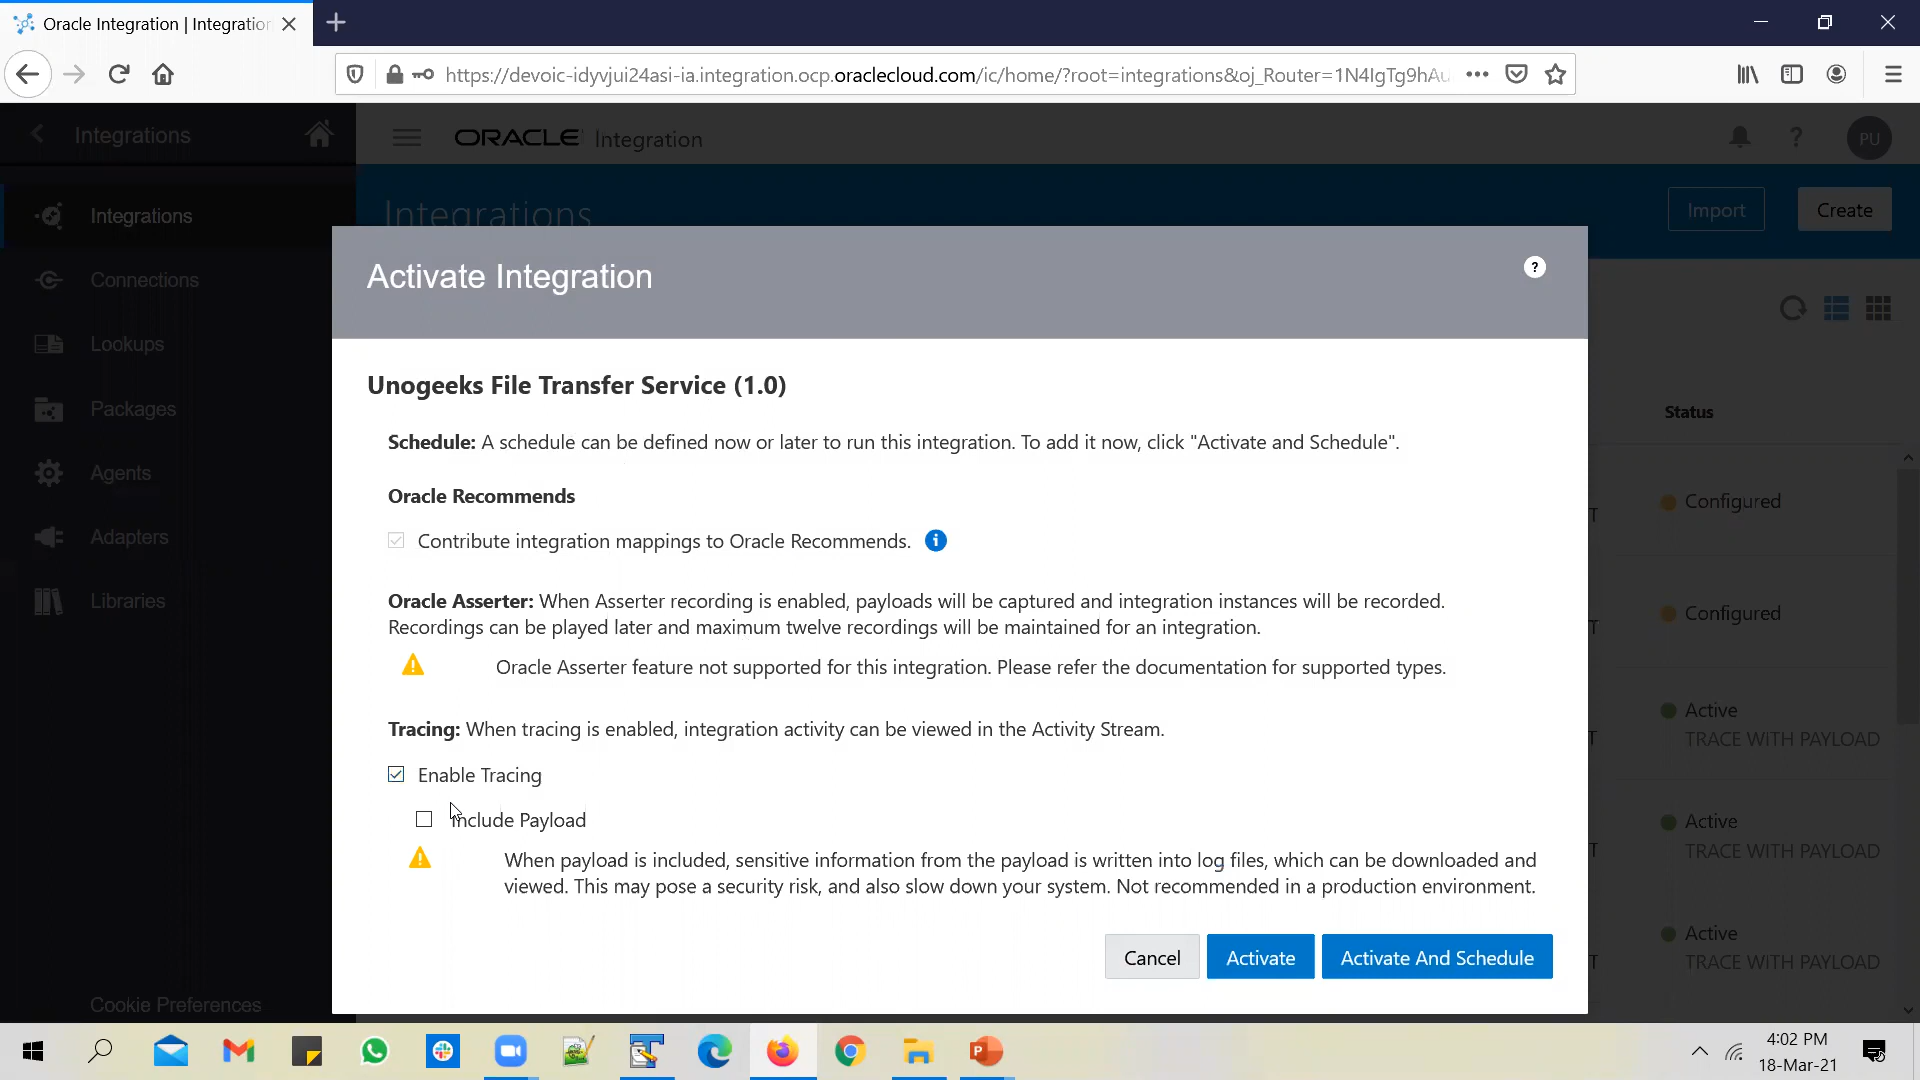 Oracle Integration | Integration
https://devoic-idyvjui24asi-ia.integration.ocp.oraclecloud.com/ic/home/?root=integrations&oj_Router=1N4IgTg9hAu
Integrations
ORACLE Integration
PU
Integrations
Import
Create
Integrations
Connections
Lookups
Packages
Agents
Adapters
Libraries
Cookie Preferences
Activate Integration
Unogeeks File Transfer Service (1.0)
Schedule: A schedule can be defined now or later to run this integration. To add it now, click "Activate and Schedule".
Oracle Recommends
Contribute integration mappings to Oracle Recommends.
Oracle Asserter: When Asserter recording is enabled, payloads will be captured and integration instances will be recorded.
Recordings can be played later and maximum twelve recordings will be maintained for an integration.
Oracle Asserter feature not supported for this integration. Please refer the documentation for supported types.
Tracing: When tracing is enabled, integration activity can be viewed in the Activity Stream.
Enable Tracing
Include Payload
When payload is included, sensitive information from the payload is written into log files, which can be downloaded and
viewed. This may pose a security risk, and also slow down your system. Not recommended in a production environment.
Cancel
Activate
Activate And Schedule
Status
Configured
Configured
Active
TRACE WITH PAYLOAD
Active
TRACE WITH PAYLOAD
Active
TRACE WITH PAYLOAD
4:02 PM
18-Mar-21